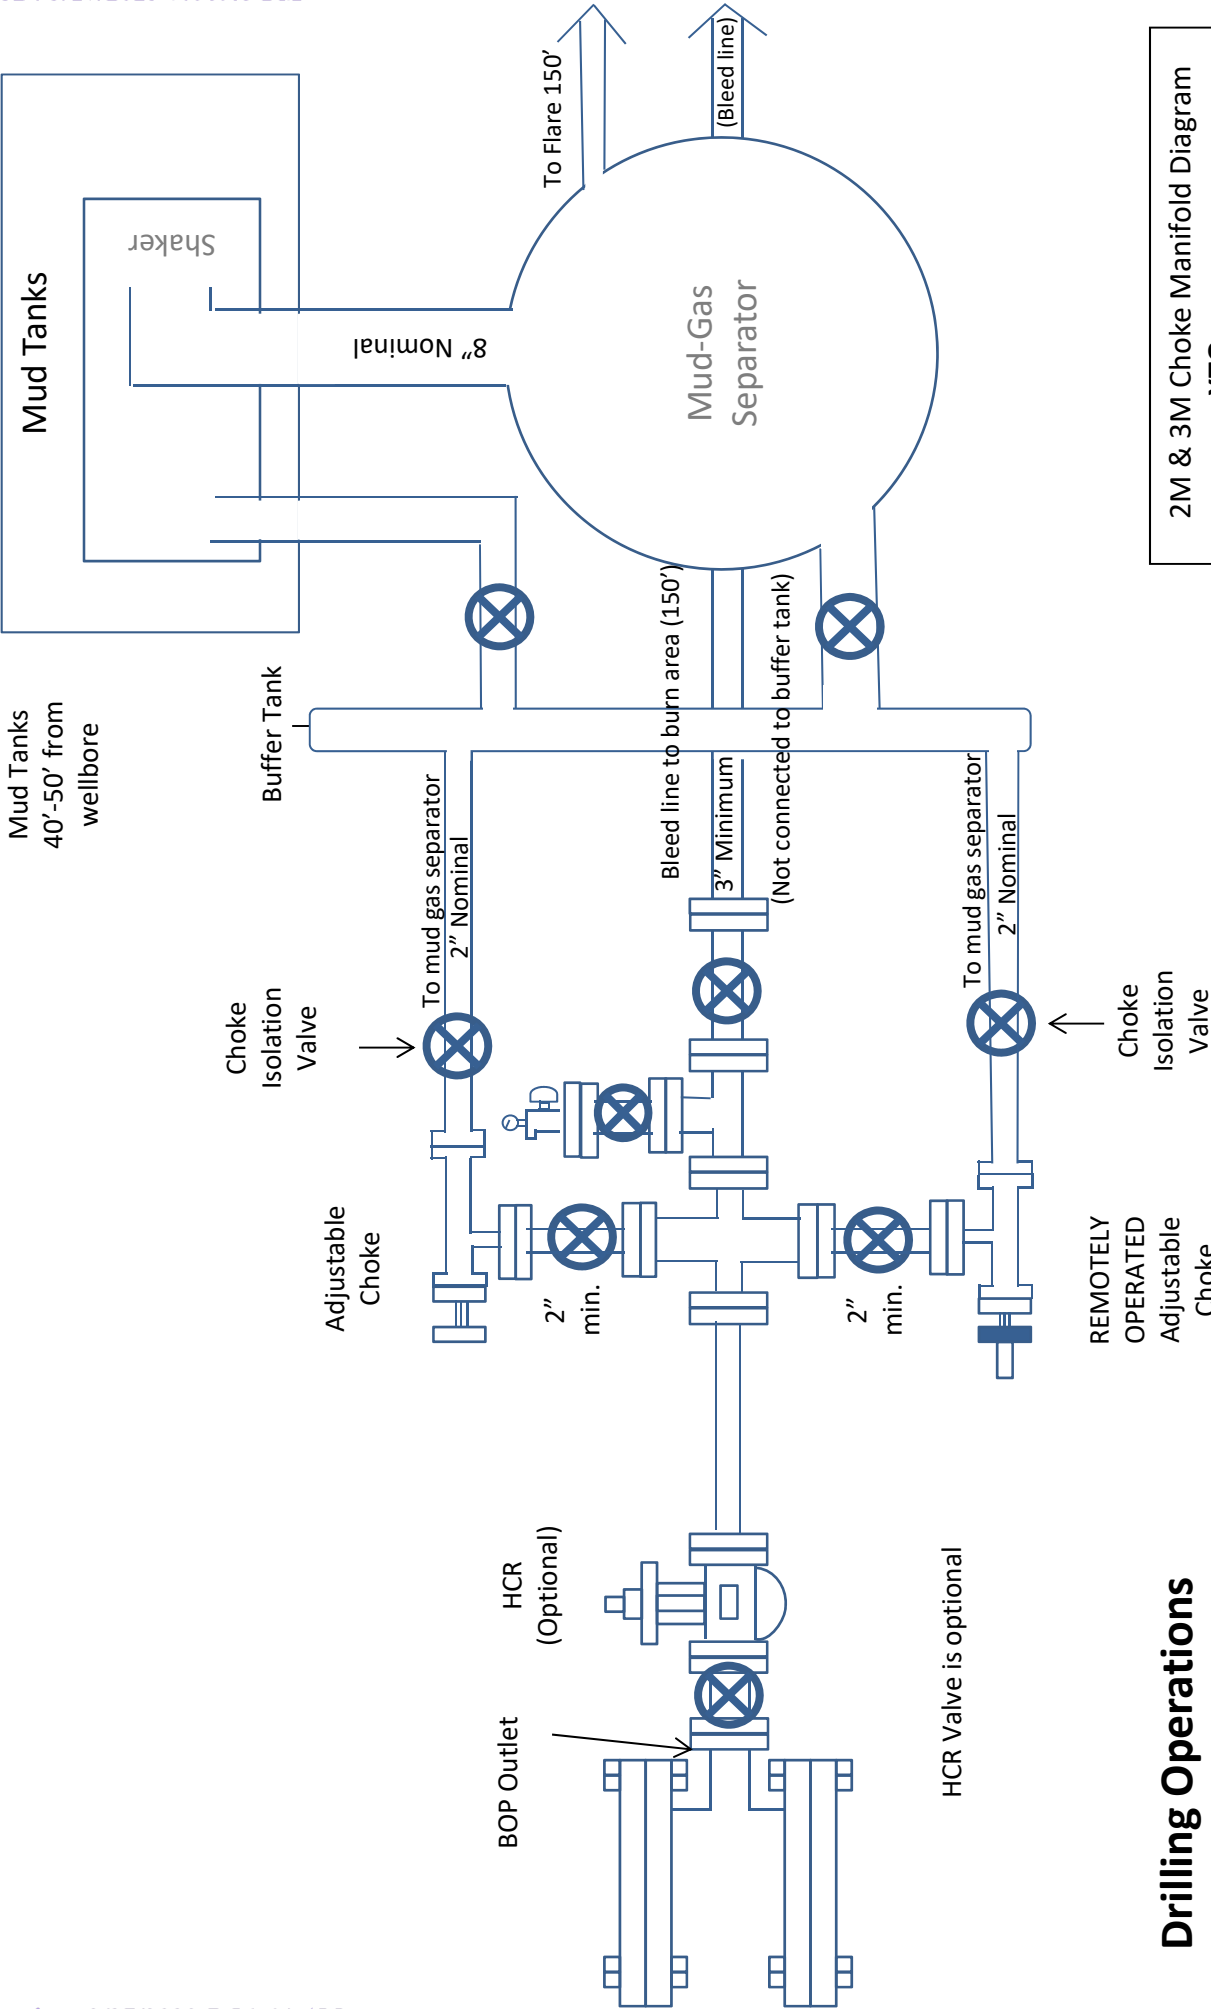 Mud Tanks
Shaker
8” Nominal
To Flare 150’
(Bleed line)
Mud-Gas
Separator
Mud Tanks
40’-50’ from
wellbore
Buffer Tank
To mud gas separator
2” Nominal
Bleed line to burn area (150’)
3” Minimum
(Not connected to buffer tank)
To mud gas separator
2” Nominal
Choke
Isolation
Valve
Choke
Isolation
Valve
Adjustable
Choke
2”
min.
2”
min.
REMOTELY
OPERATED
Adjustable
Choke
HCR
(Optional)
BOP Outlet
HCR Valve is optional
Drilling Operations
2M & 3M Choke Manifold Diagram